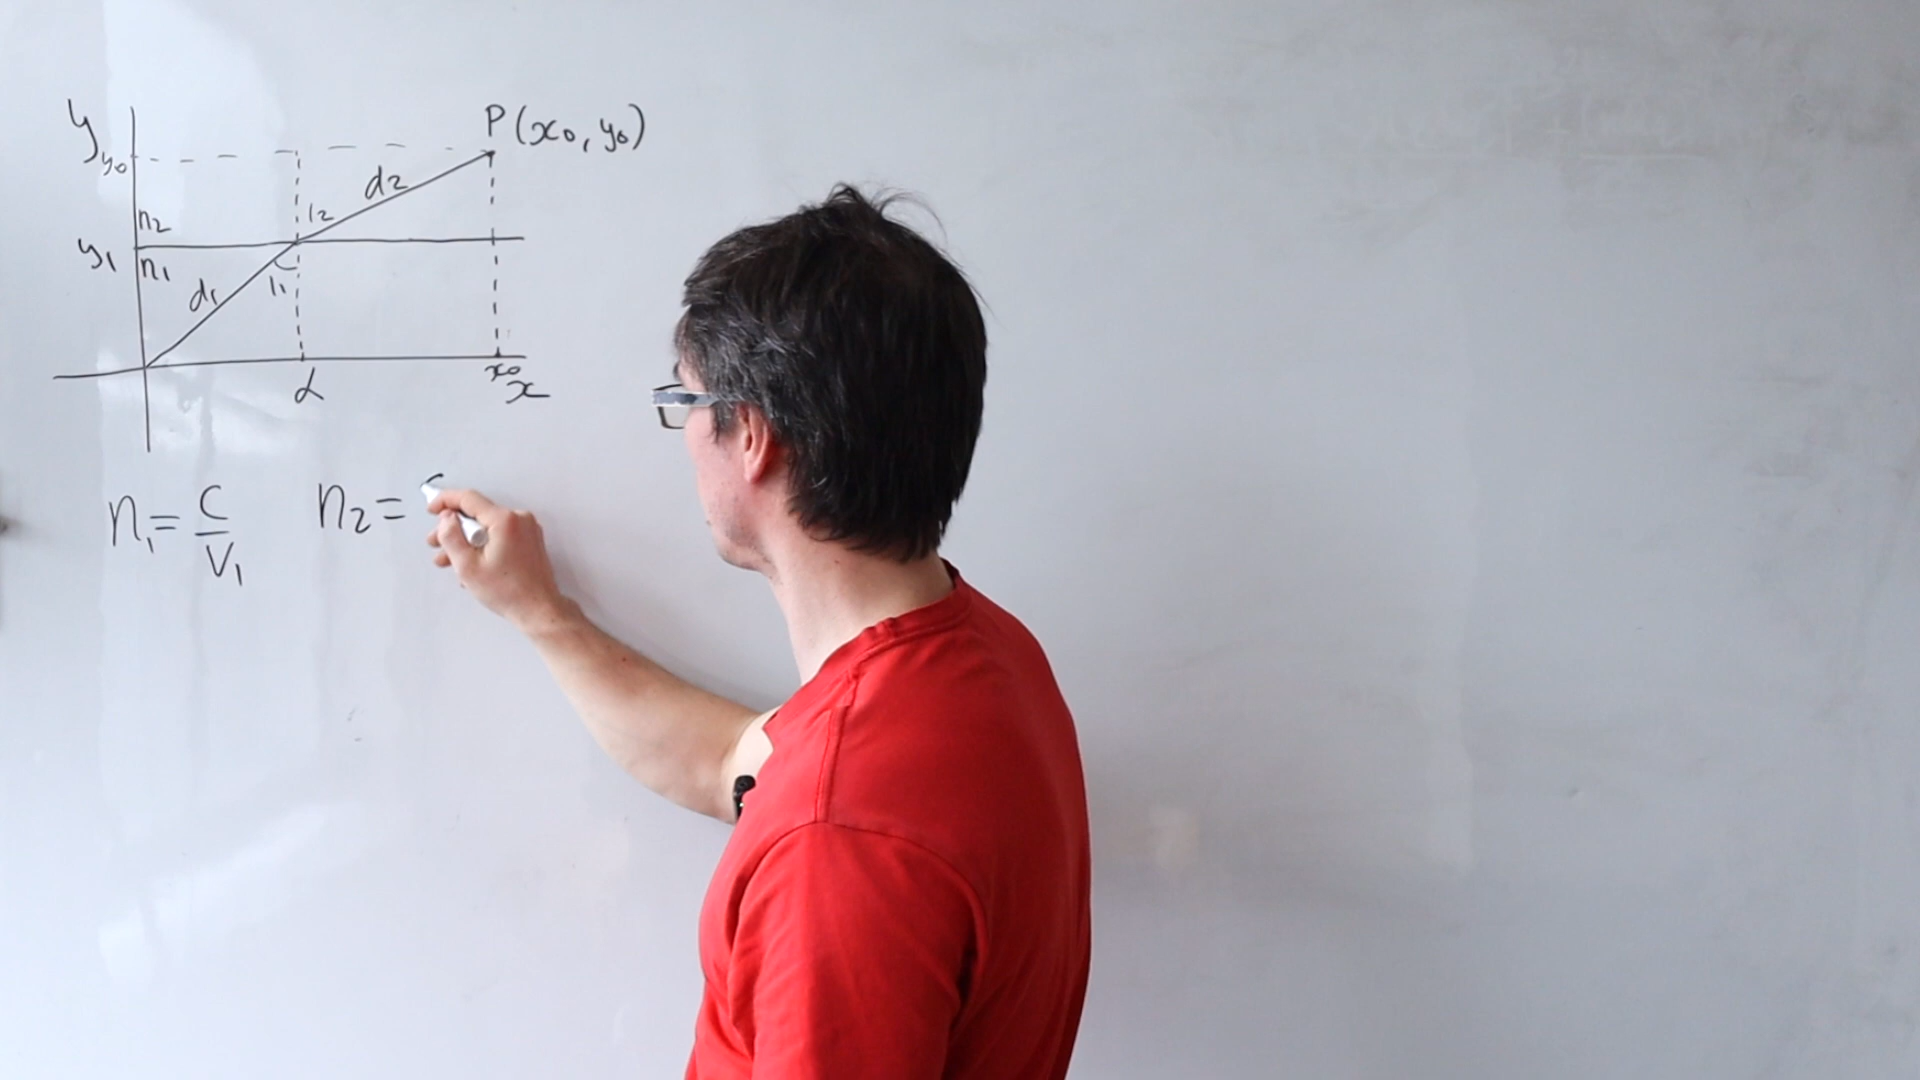 y
P(x₀, y₀)
y₀
d₂
n₂
i₂
y₁
n₁
d₁
i₁
α
x₀
x
n₁ = c/v₁
n₂ = c